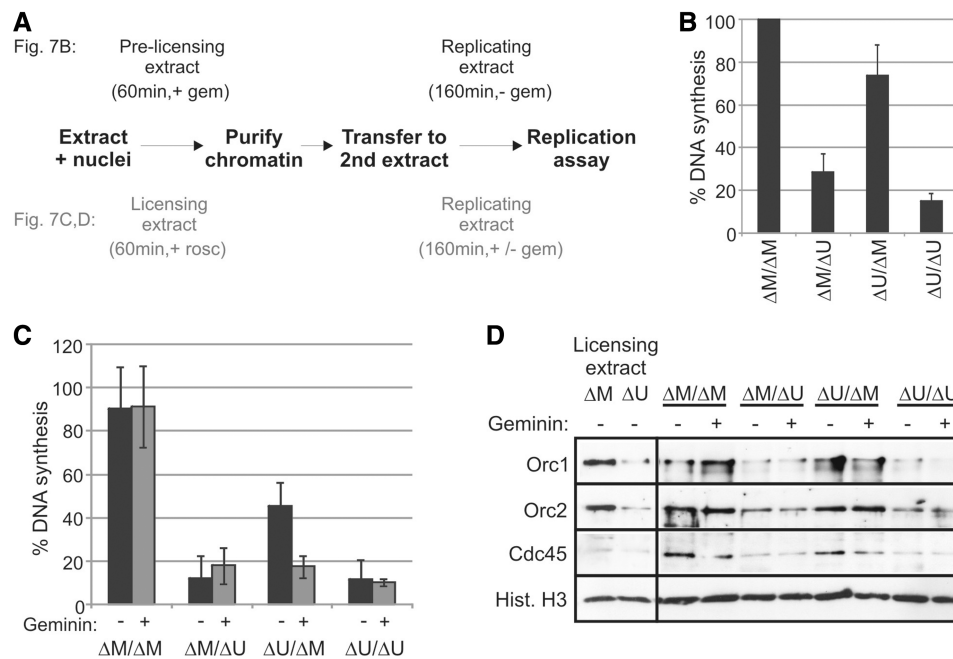 A
Fig. 7B:
Pre-licensing
extract
(60min,+ gem)
Replicating
extract
(160min,- gem)
Extract
+ nuclei
Purify
chromatin
Transfer to
2nd extract
Replication
assay
Fig. 7C,D:
Licensing
extract
(60min,+ rosc)
Replicating
extract
(160min,+ /- gem)
B
% DNA synthesis
100
80
60
40
20
0
ΔM/ΔM
ΔM/ΔU
ΔU/ΔM
ΔU/ΔU
C
% DNA synthesis
120
100
80
60
40
20
0
Geminin: - + - + - + - +
ΔM/ΔM ΔM/ΔU ΔU/ΔM ΔU/ΔU
D
Licensing
extract
ΔM ΔU ΔM/ΔM ΔM/ΔU ΔU/ΔM ΔU/ΔU
Geminin: - - - + - + - + - +
Orc1
Orc2
Cdc45
Hist. H3